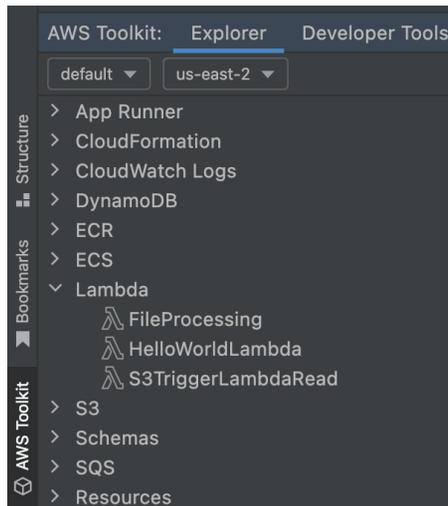 AWS Toolkit: Explorer Developer Tools
default us-east-2
App Runner
CloudFormation
CloudWatch Logs
DynamoDB
ECR
ECS
Lambda
FileProcessing
HelloWorldLambda
S3TriggerLambdaRead
S3
Schemas
SQS
Resources
Structure
Bookmarks
AWS Toolkit